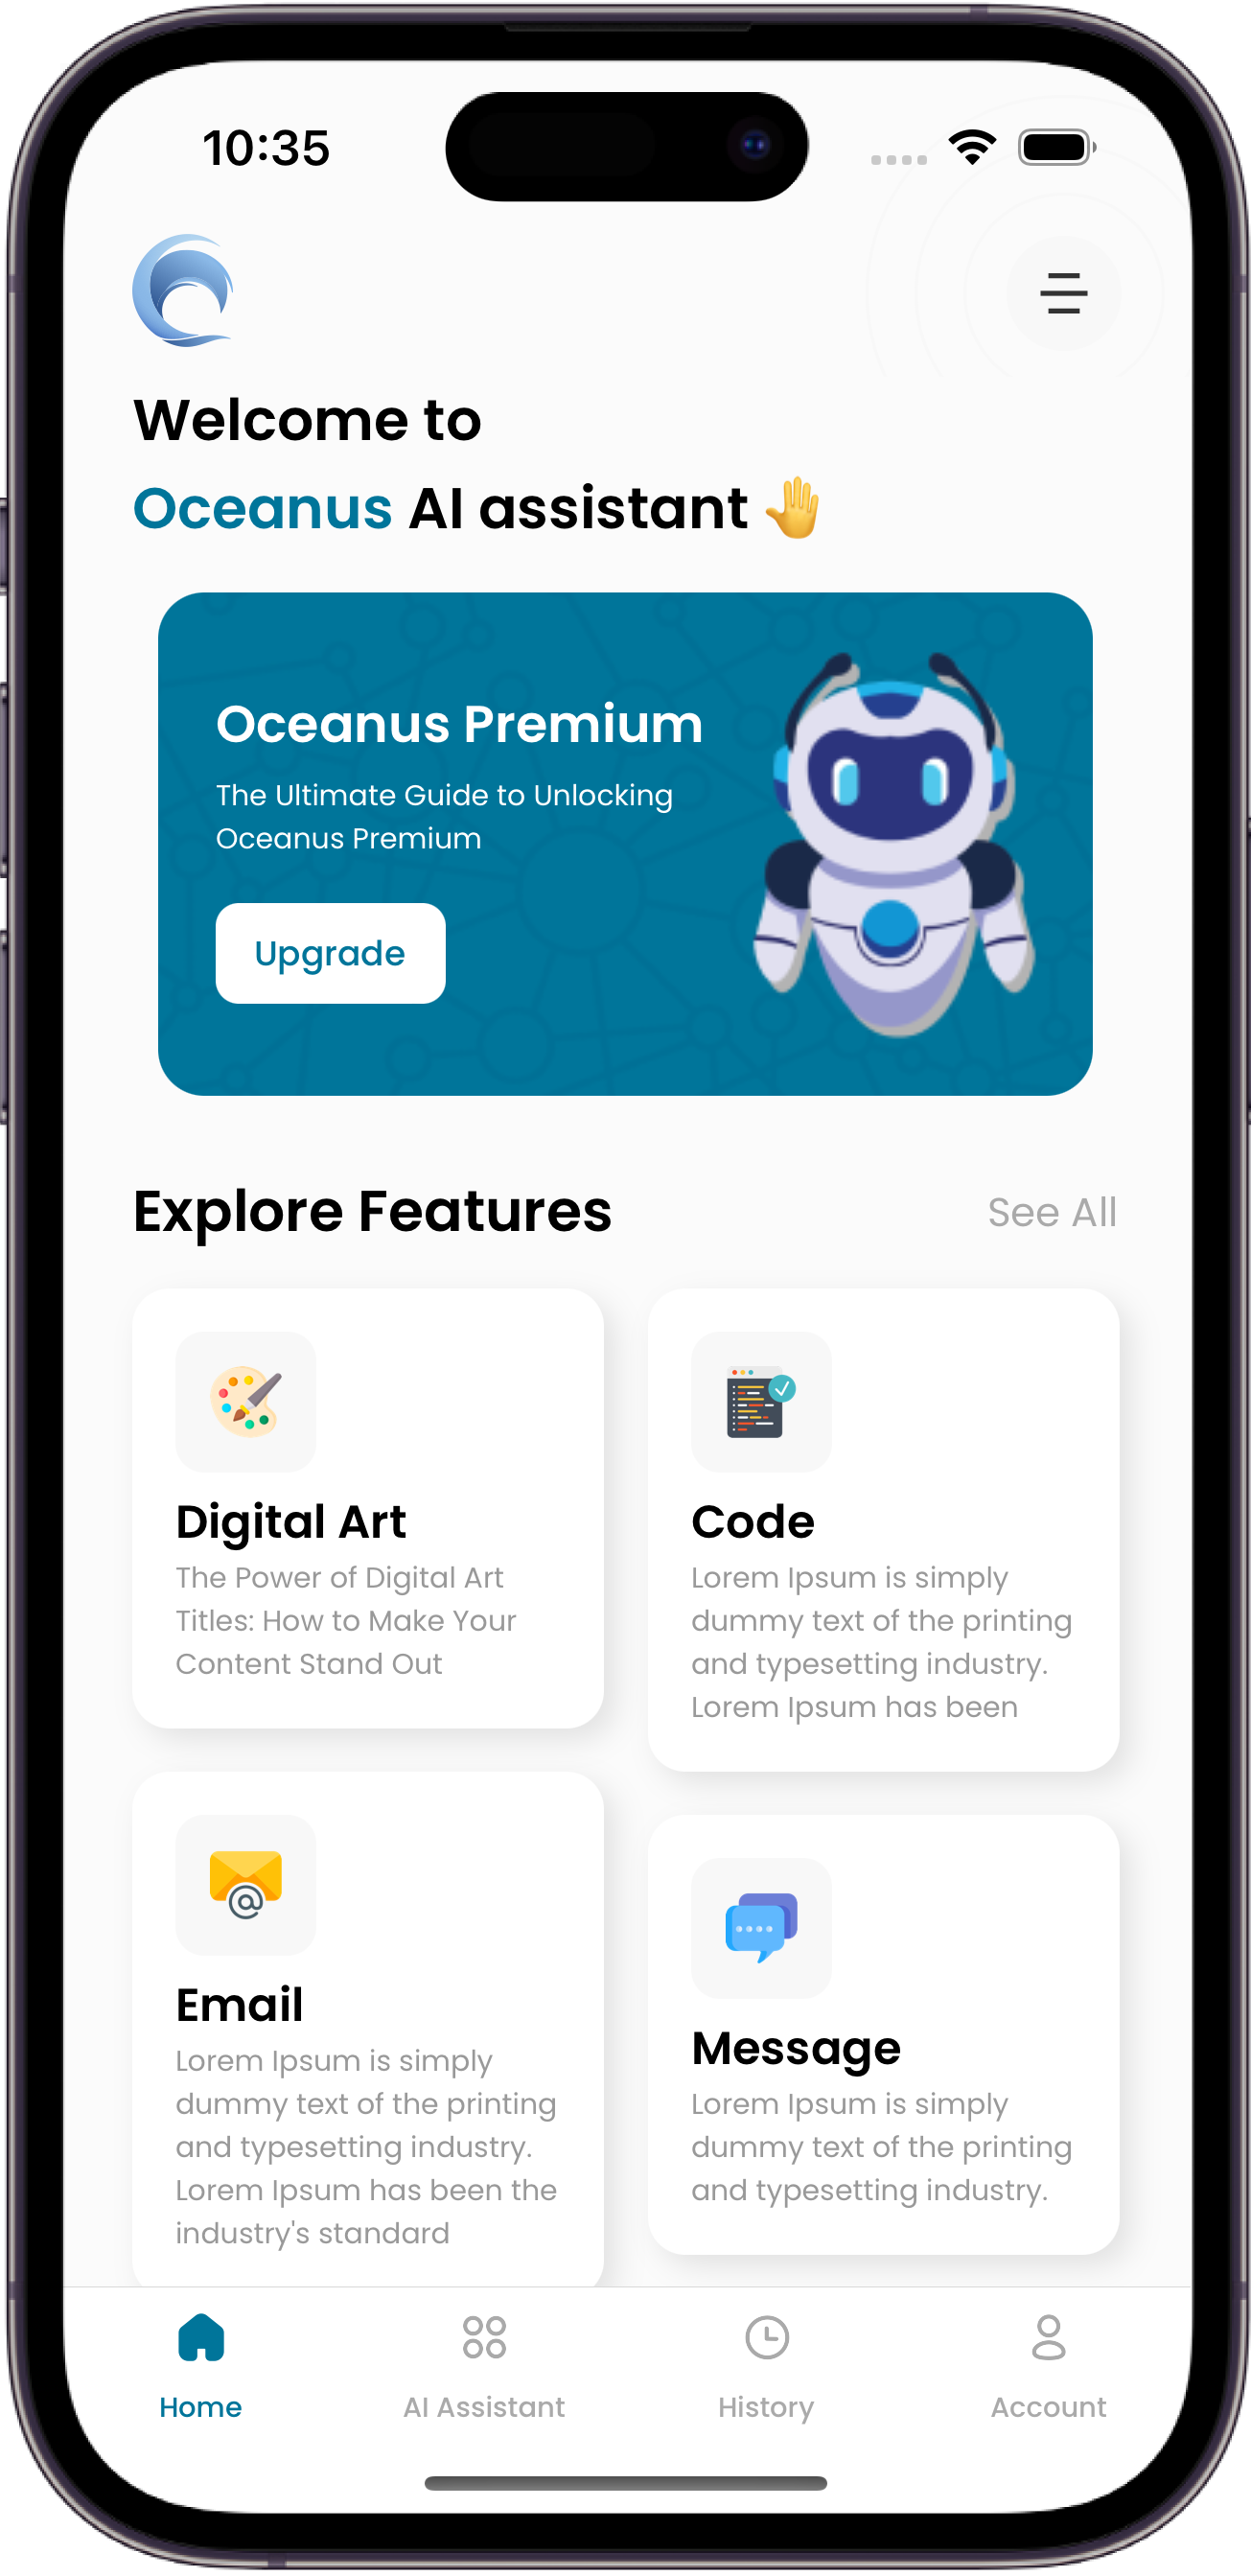 10:35
Welcome to
Oceanus AI assistant 🤚
Oceanus Premium
The Ultimate Guide to Unlocking
Oceanus Premium
Upgrade
Explore Features
See All
Digital Art
The Power of Digital Art
Titles: How to Make Your
Content Stand Out
Code
Lorem Ipsum is simply
dummy text of the printing
and typesetting industry.
Lorem Ipsum has been
Email
Lorem Ipsum is simply
dummy text of the printing
and typesetting industry.
Lorem Ipsum has been the
industry's standard
Message
Lorem Ipsum is simply
dummy text of the printing
and typesetting industry.
Home
AI Assistant
History
Account